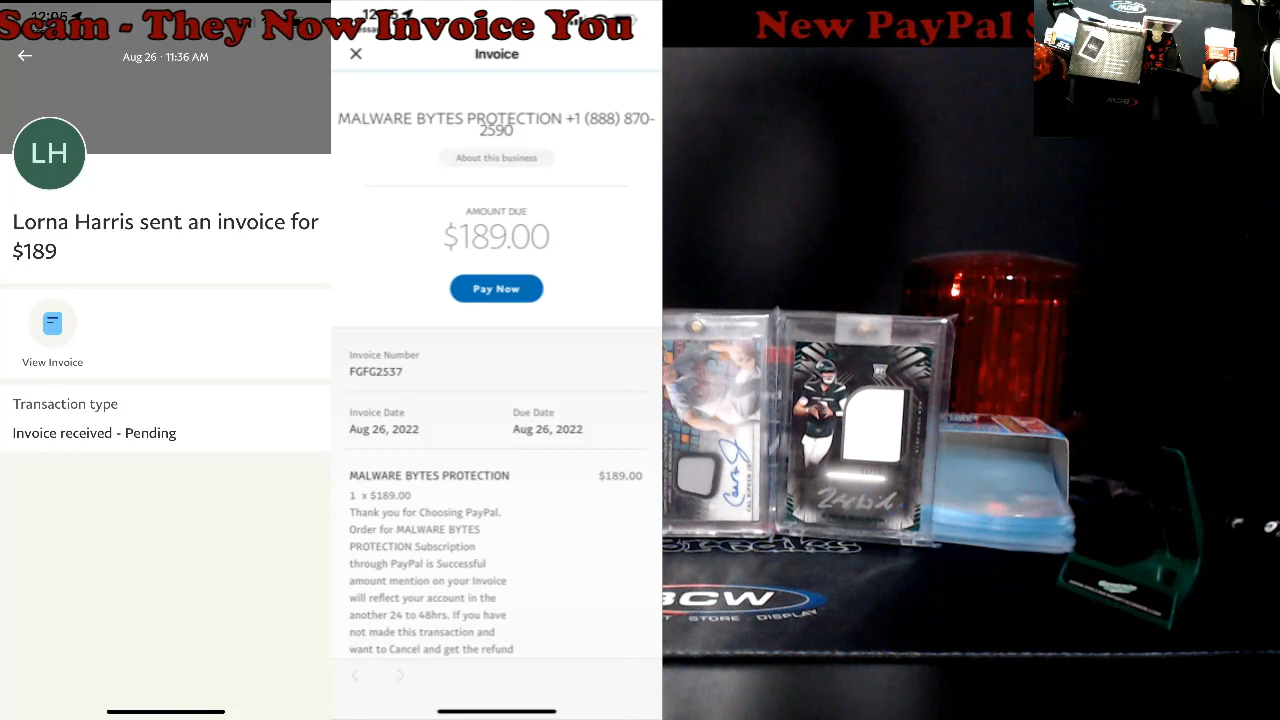 Scam - They Now Invoice You
New PayPal S
12:05
Aug 26 · 11:36 AM
LH
Lorna Harris sent an invoice for
$189
View Invoice
Transaction type
Invoice received - Pending
Invoice
MALWARE BYTES PROTECTION +1 (888) 870-
2590
About this business
AMOUNT DUE
$189.00
Pay Now
Invoice Number
FGFG2537
Invoice Date
Due Date
Aug 26, 2022
Aug 26, 2022
MALWARE BYTES PROTECTION
$189.00
1 x $189.00
Thank you for Choosing PayPal.
Order for MALWARE BYTES
PROTECTION Subscription
through PayPal is Successful
amount mention on your Invoice
will reflect your account in the
another 24 to 48hrs. If you have
not made this transaction and
want to Cancel and get the refund
BCW
STORE DISPLAY